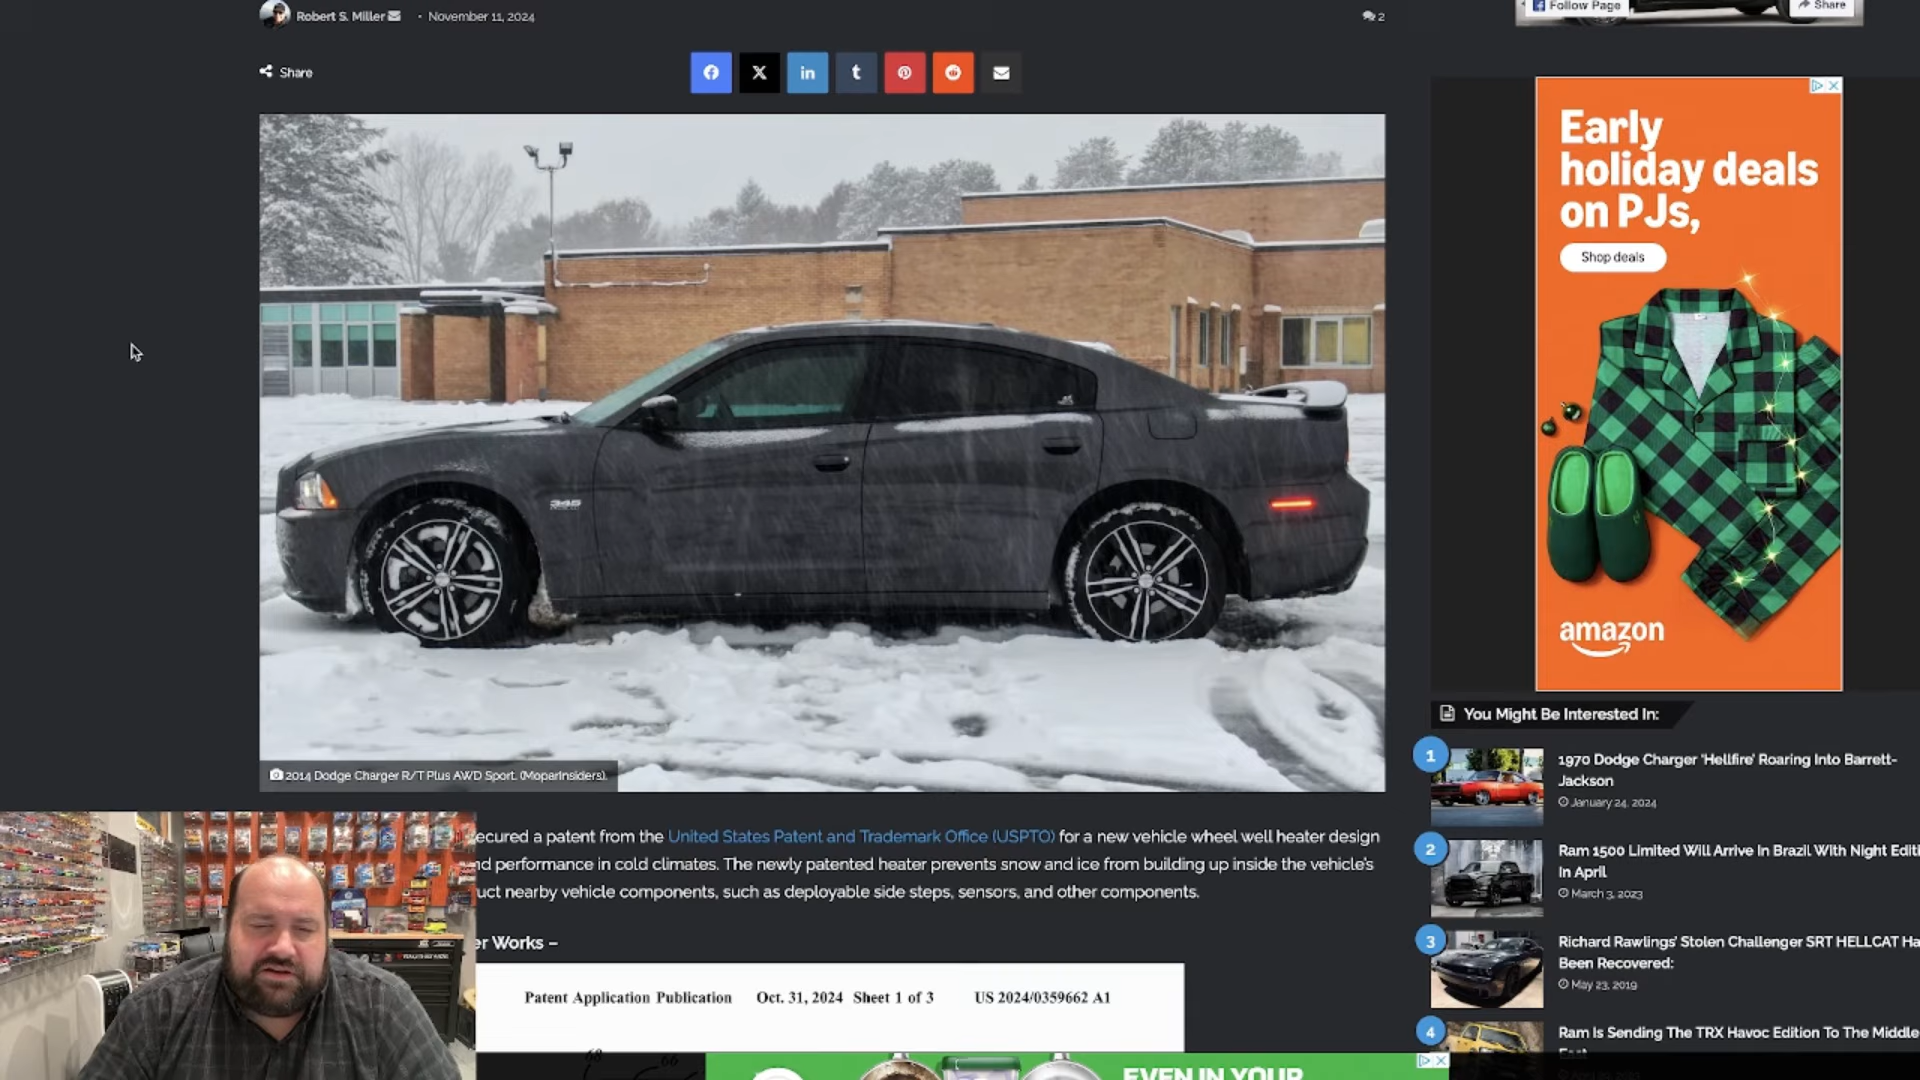 Robert S. Miller
November 11, 2024
2
Follow Page
Share
Share
Early
holiday deals
on PJs,
Shop deals
amazon
345
2014 Dodge Charger R/T Plus AWD Sport. (MoparInsiders).
ecured a patent from the United States Patent and Trademark Office (USPTO) for a new vehicle wheel well heater design
nd performance in cold climates. The newly patented heater prevents snow and ice from building up inside the vehicle's
uct nearby vehicle components, such as deployable side steps, sensors, and other components.
er Works –
Patent Application Publication Oct. 31, 2024 Sheet 1 of 3 US 2024/0359662 A1
68
66
EVEN IN YOUR
You Might Be Interested In:
1
1970 Dodge Charger 'Hellfire' Roaring Into Barrett-
Jackson
January 24, 2024
2
Ram 1500 Limited Will Arrive In Brazil With Night Editi
In April
March 3, 2023
3
Richard Rawlings' Stolen Challenger SRT HELLCAT Ha
Been Recovered:
May 23, 2019
4
Ram Is Sending The TRX Havoc Edition To The Middle
East